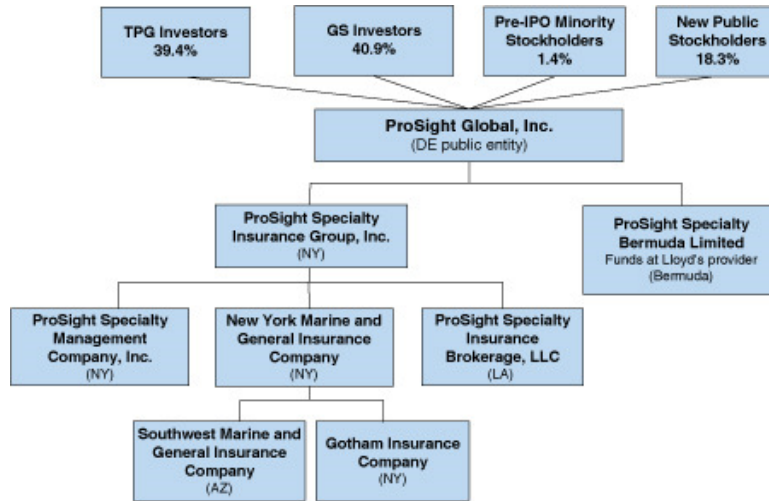 TPG Investors
39.4%
GS Investors
40.9%
Pre-IPO Minority
Stockholders
1.4%
New Public
Stockholders
18.3%
ProSight Global, Inc.
(DE public entity)
ProSight Specialty
Insurance Group, Inc.
(NY)
ProSight Specialty
Bermuda Limited
Funds at Lloyd's provider
(Bermuda)
ProSight Specialty
Management
Company, Inc.
(NY)
New York Marine and
General Insurance
Company
(NY)
ProSight Specialty
Insurance
Brokerage, LLC
(LA)
Southwest Marine and
General Insurance
Company
(AZ)
Gotham Insurance
Company
(NY)